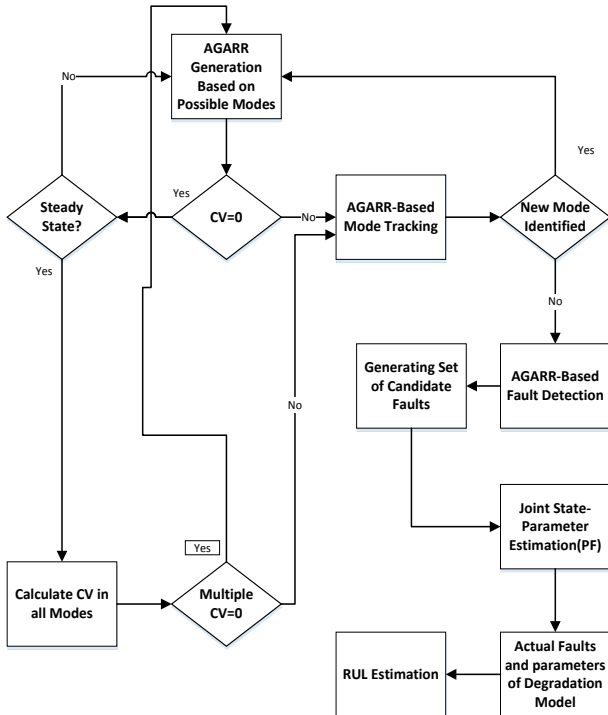 AGARR
Generation
Based on
Possible Modes
No
Yes
Yes
Steady
State?
CV=0
No
AGARR-Based
Mode Tracking
New Mode
Identified
Yes
No
Generating Set
of Candidate
Faults
AGARR-Based
Fault Detection
No
Joint State-
Parameter
Estimation(PF)
Yes
Calculate CV in
all Modes
Multiple
CV=0
RUL Estimation
Actual Faults
and parameters
of Degradation
Model